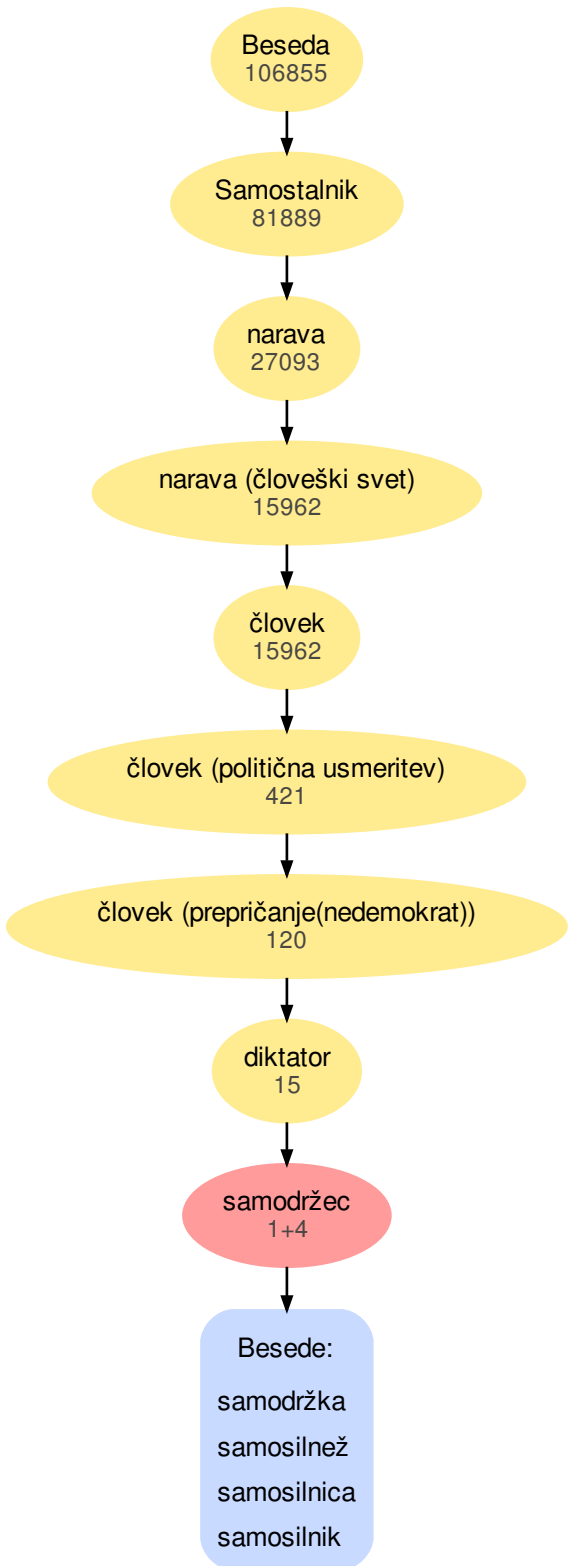 Beseda
106855
Samostalnik
81889
narava
27093
narava (človeški svet)
15962
človek
15962
človek (politična usmeritev)
421
človek (prepričanje(nedemokrat))
120
diktator
15
samodržec
1+4
Besede:
samodržka
samosilnež
samosilnica
samosilnik